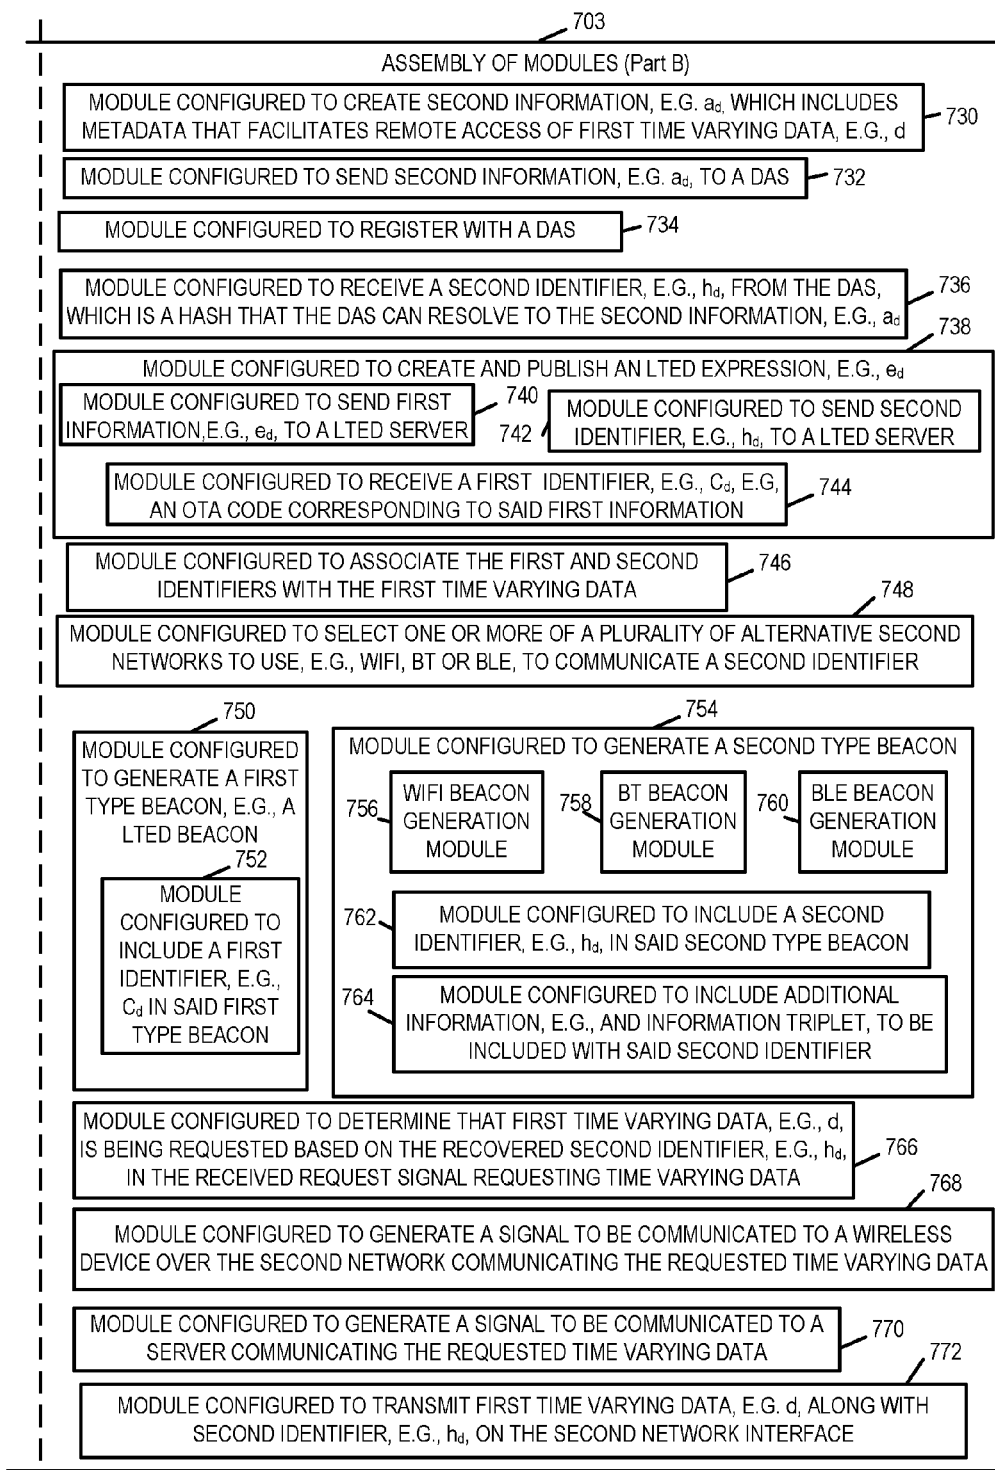 703
ASSEMBLY OF MODULES (Part B)
MODULE CONFIGURED TO CREATE SECOND INFORMATION, E.G. ad, WHICH INCLUDES
METADATA THAT FACILITATES REMOTE ACCESS OF FIRST TIME VARYING DATA, E.G., d
730
MODULE CONFIGURED TO SEND SECOND INFORMATION, E.G. ad, TO A DAS
732
MODULE CONFIGURED TO REGISTER WITH A DAS
734
MODULE CONFIGURED TO RECEIVE A SECOND IDENTIFIER, E.G., hd, FROM THE DAS,
WHICH IS A HASH THAT THE DAS CAN RESOLVE TO THE SECOND INFORMATION, E.G., ad
736
738
MODULE CONFIGURED TO CREATE AND PUBLISH AN LTED EXPRESSION, E.G., ed
MODULE CONFIGURED TO SEND FIRST
INFORMATION,E.G., ed, TO A LTED SERVER
740
742
MODULE CONFIGURED TO SEND SECOND
IDENTIFIER, E.G., hd, TO A LTED SERVER
MODULE CONFIGURED TO RECEIVE A FIRST IDENTIFIER, E.G., Cd, E.G,
AN OTA CODE CORRESPONDING TO SAID FIRST INFORMATION
744
MODULE CONFIGURED TO ASSOCIATE THE FIRST AND SECOND
IDENTIFIERS WITH THE FIRST TIME VARYING DATA
746
748
MODULE CONFIGURED TO SELECT ONE OR MORE OF A PLURALITY OF ALTERNATIVE SECOND
NETWORKS TO USE, E.G., WIFI, BT OR BLE, TO COMMUNICATE A SECOND IDENTIFIER
750
MODULE CONFIGURED
TO GENERATE A FIRST
TYPE BEACON, E.G., A
LTED BEACON
752
MODULE
CONFIGURED TO
INCLUDE A FIRST
IDENTIFIER, E.G.,
Cd IN SAID FIRST
TYPE BEACON
754
MODULE CONFIGURED TO GENERATE A SECOND TYPE BEACON
756
WIFI BEACON
GENERATION
MODULE
758
BT BEACON
GENERATION
MODULE
760
BLE BEACON
GENERATION
MODULE
762
MODULE CONFIGURED TO INCLUDE A SECOND
IDENTIFIER, E.G., hd, IN SAID SECOND TYPE BEACON
764
MODULE CONFIGURED TO INCLUDE ADDITIONAL
INFORMATION, E.G., AND INFORMATION TRIPLET, TO BE
INCLUDED WITH SAID SECOND IDENTIFIER
MODULE CONFIGURED TO DETERMINE THAT FIRST TIME VARYING DATA, E.G., d,
IS BEING REQUESTED BASED ON THE RECOVERED SECOND IDENTIFIER, E.G., hd,
IN THE RECEIVED REQUEST SIGNAL REQUESTING TIME VARYING DATA
766
768
MODULE CONFIGURED TO GENERATE A SIGNAL TO BE COMMUNICATED TO A WIRELESS
DEVICE OVER THE SECOND NETWORK COMMUNICATING THE REQUESTED TIME VARYING DATA
MODULE CONFIGURED TO GENERATE A SIGNAL TO BE COMMUNICATED TO A
SERVER COMMUNICATING THE REQUESTED TIME VARYING DATA
770
772
MODULE CONFIGURED TO TRANSMIT FIRST TIME VARYING DATA, E.G. d, ALONG WITH
SECOND IDENTIFIER, E.G., hd, ON THE SECOND NETWORK INTERFACE